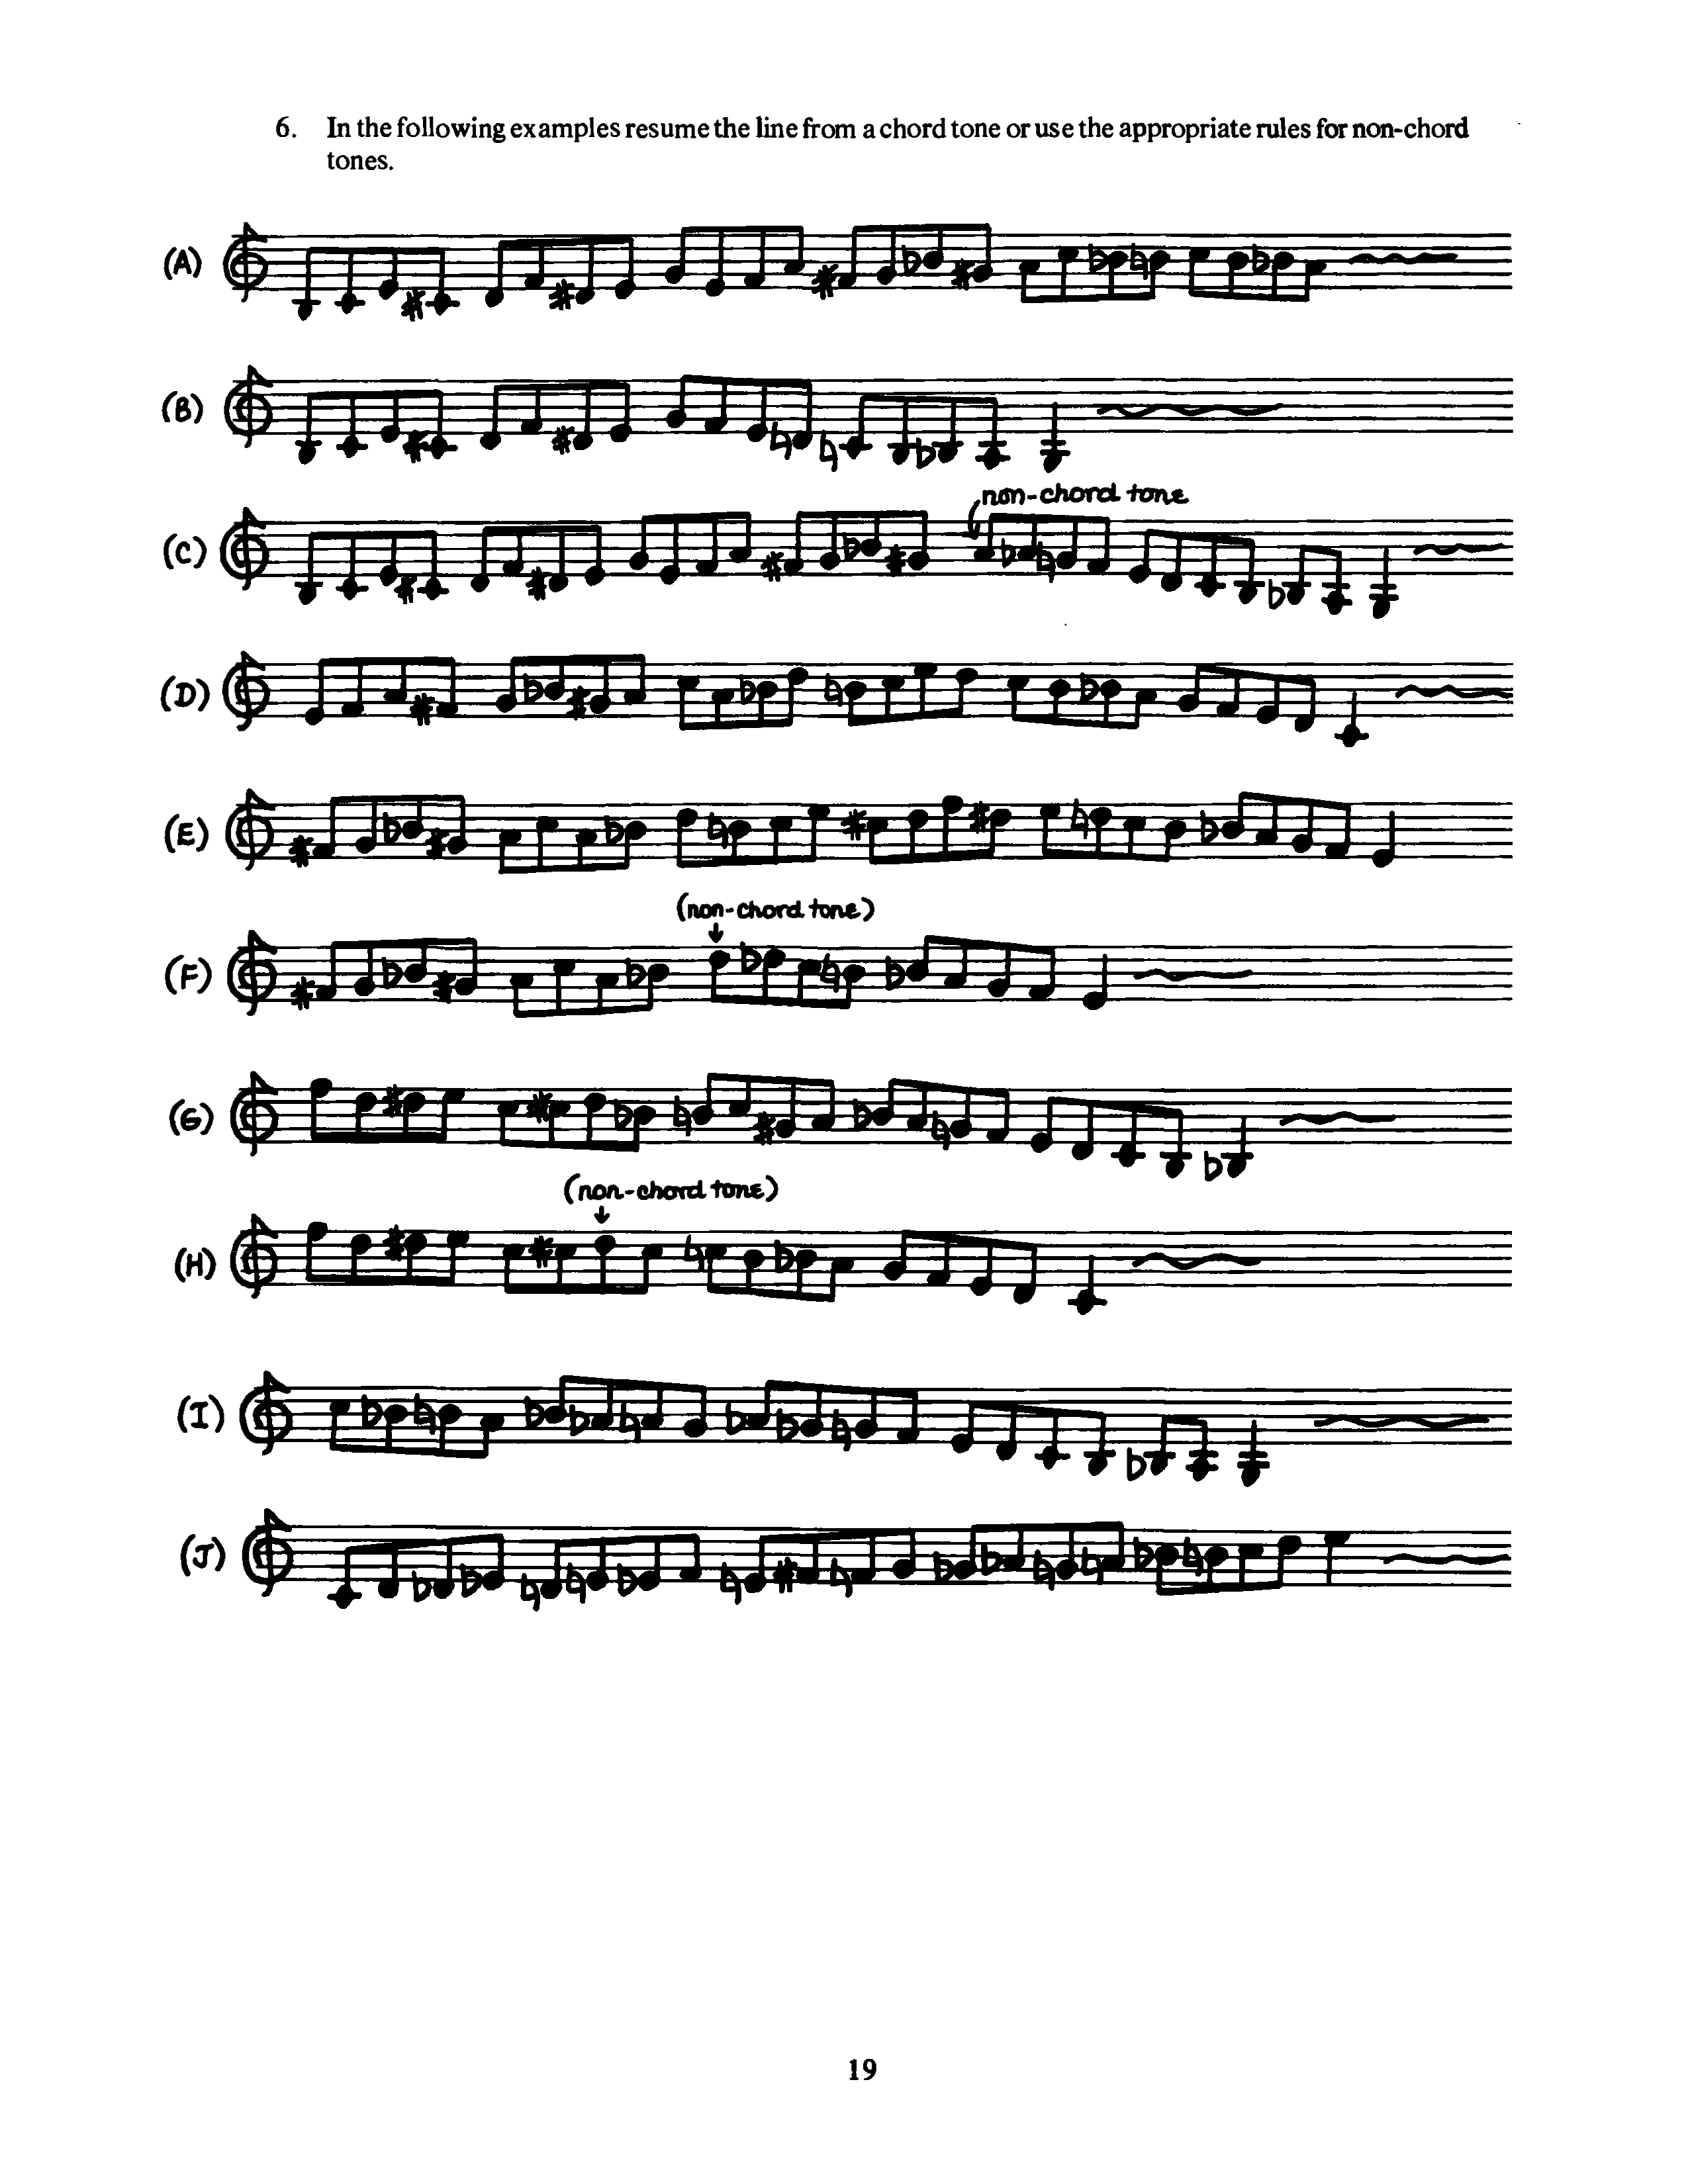 6. In the following examples resume the line from a chord tone or use the appropriate rules for non-chord
tones.
(A)
(B)
non-chord tone
(C)
(D)
(E)
(non-chord tone)
(F)
(G)
(non-chord tone)
(H)
(I)
(J)
19